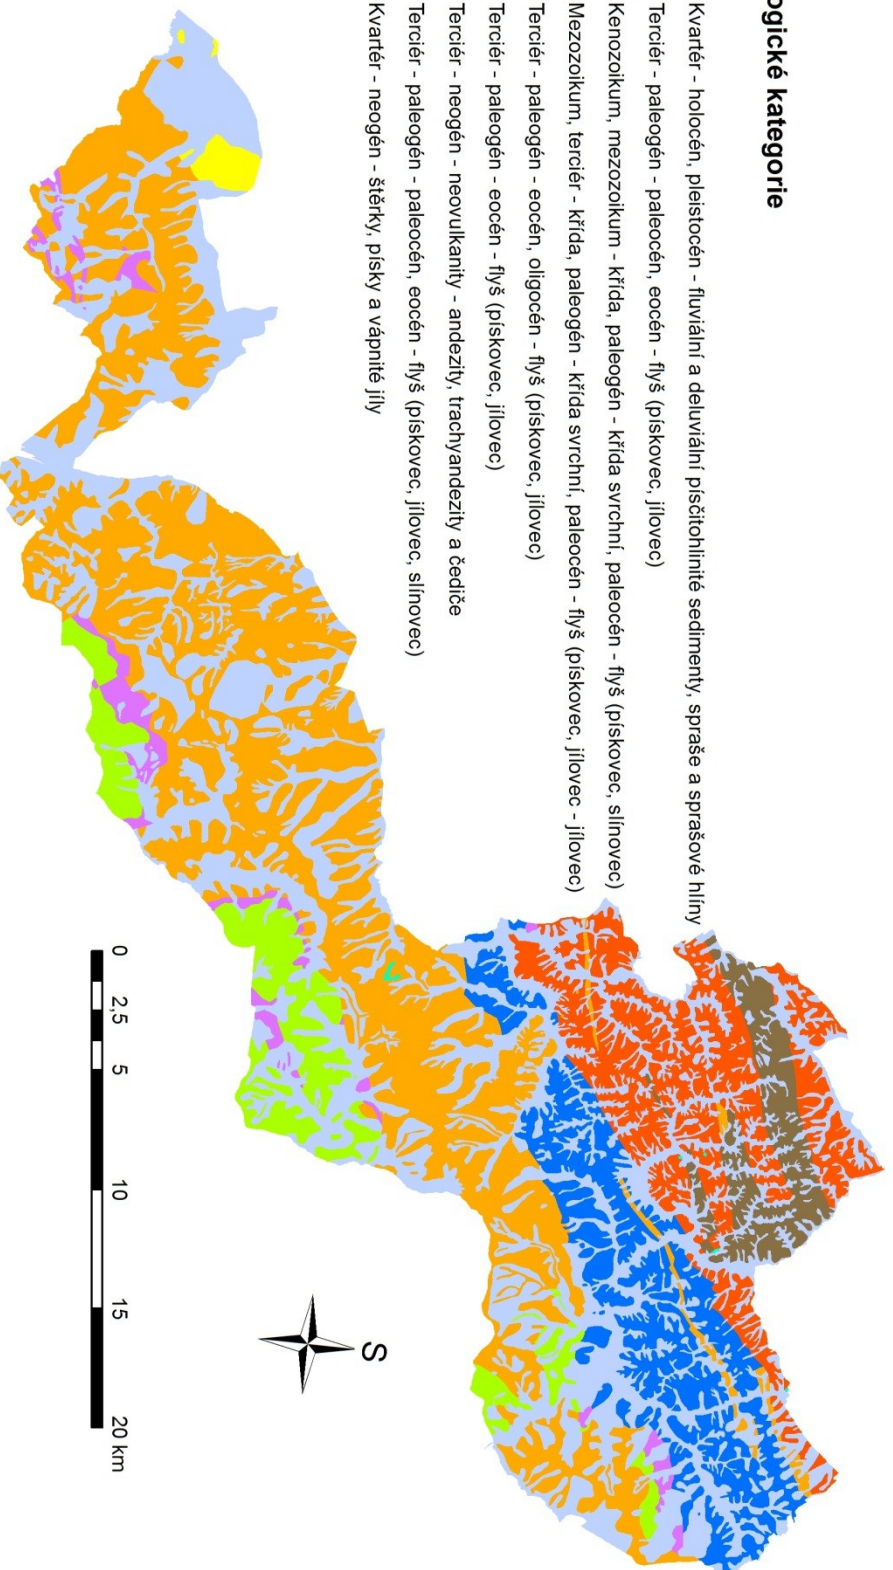 ogické kategorie
Kvartér - holocén, pleistocén - fluviální a deluviální písčitohlinité sedimenty, spraše a sprašové hlíny
Terciér - paleogén - paleocén, eocén - flyš (pískovec, jílovec)
Kenozoikum, mezozoikum - křída, paleogén - křída svrchní, paleocén - flyš (pískovec, slínovec)
Mezozoikum, terciér - křída, paleogén - křída svrchní, paleocén - flyš (pískovec, jílovec - jílovec)
Terciér - paleogén - eocén, oligocén - flyš (pískovec, jílovec)
Terciér - paleogén - eocén - flyš (pískovec, jílovec)
Terciér - neogén - neovulkanity - andezity, trachyandezity a čediče
Terciér - paleogén - paleocén, eocén - flyš (pískovec, jílovec, slínovec)
Kvartér - neogén - štěrky, písky a vápnité jíly
S
0 2,5 5 10 15 20 km